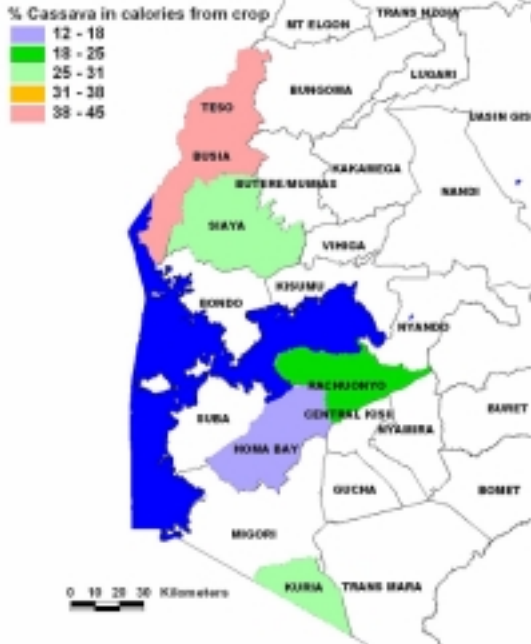 % Cassava in calories from crop
12 - 18
18 - 25
25 - 31
31 - 38
38 - 45
MT ELGON
TRANS NZOIA
LUGARI
BUNGOMA
TESO
UASIN GIS
BUSIA
KAKAMEGA
BUTERE/MUMIAS
NANDI
SIAYA
VIHIGA
KISUMU
BONDO
NYANDO
RACHUONYO
BURET
SUBA
CENTRAL KISII
NYAMIRA
HOMA BAY
GUCHA
BOMET
MIGORI
KURIA
TRANS MARA
0 10 20 30 Kilometers